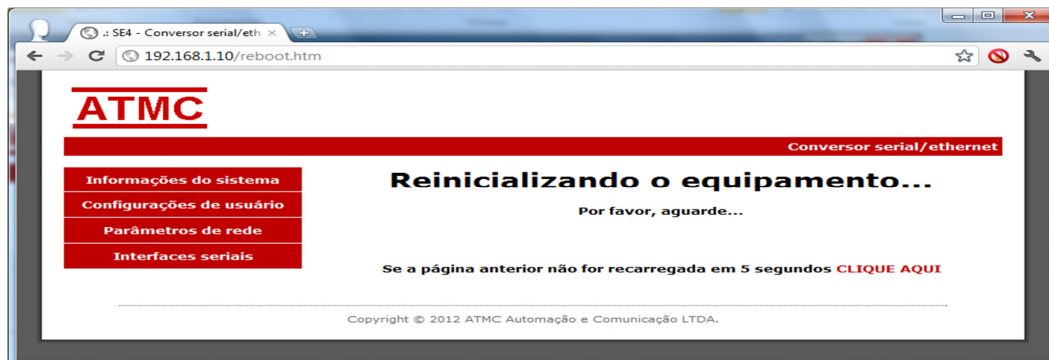 .: SE4 - Conversor serial/eth
192.168.1.10/reboot.htm
ATMC
Conversor serial/ethernet
Informações do sistema
Configurações de usuário
Parâmetros de rede
Interfaces seriais
Reinicializando o equipamento...
Por favor, aguarde...
Se a página anterior não for recarregada em 5 segundos CLIQUE AQUI
Copyright © 2012 ATMC Automação e Comunicação LTDA.